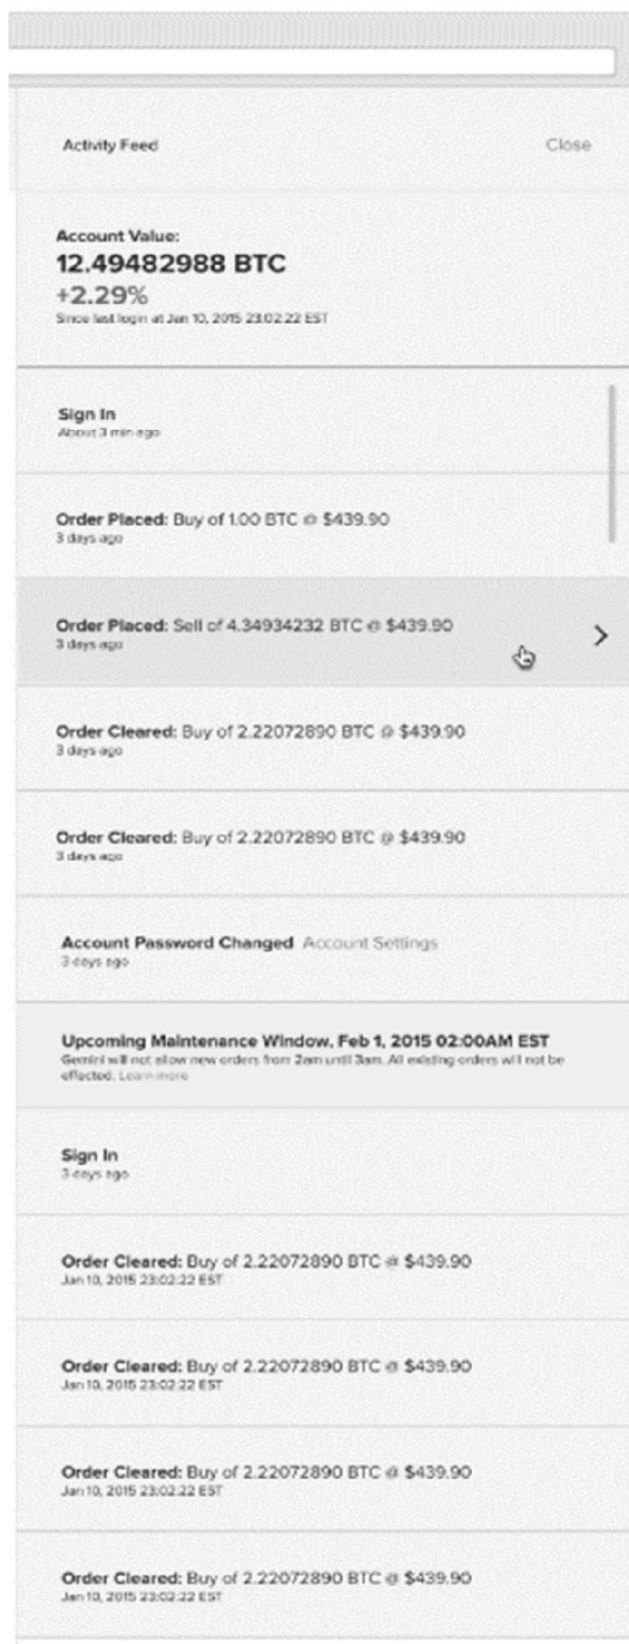 Activity Feed
Close
Account Value:
12.49482988 BTC
+2.29%
Since last login at Jan 10, 2015 23:02:22 EST
Sign In
About 3 min ago
Order Placed: Buy of 1.00 BTC @ $439.90
3 days ago
Order Placed: Sell of 4.34934232 BTC @ $439.90
3 days ago
Order Cleared: Buy of 2.22072890 BTC @ $439.90
3 days ago
Order Cleared: Buy of 2.22072890 BTC @ $439.90
3 days ago
Account Password Changed Account Settings
3 days ago
Upcoming Maintenance Window, Feb 1, 2015 02:00AM EST
Gemini will not allow new orders from 2am until 3am. All existing orders will not be
effected. Learn more
Sign In
3 days ago
Order Cleared: Buy of 2.22072890 BTC @ $439.90
Jan 10, 2015 23:02:22 EST
Order Cleared: Buy of 2.22072890 BTC @ $439.90
Jan 10, 2015 23:02:22 EST
Order Cleared: Buy of 2.22072890 BTC @ $439.90
Jan 10, 2015 23:02:22 EST
Order Cleared: Buy of 2.22072890 BTC @ $439.90
Jan 10, 2015 23:02:22 EST